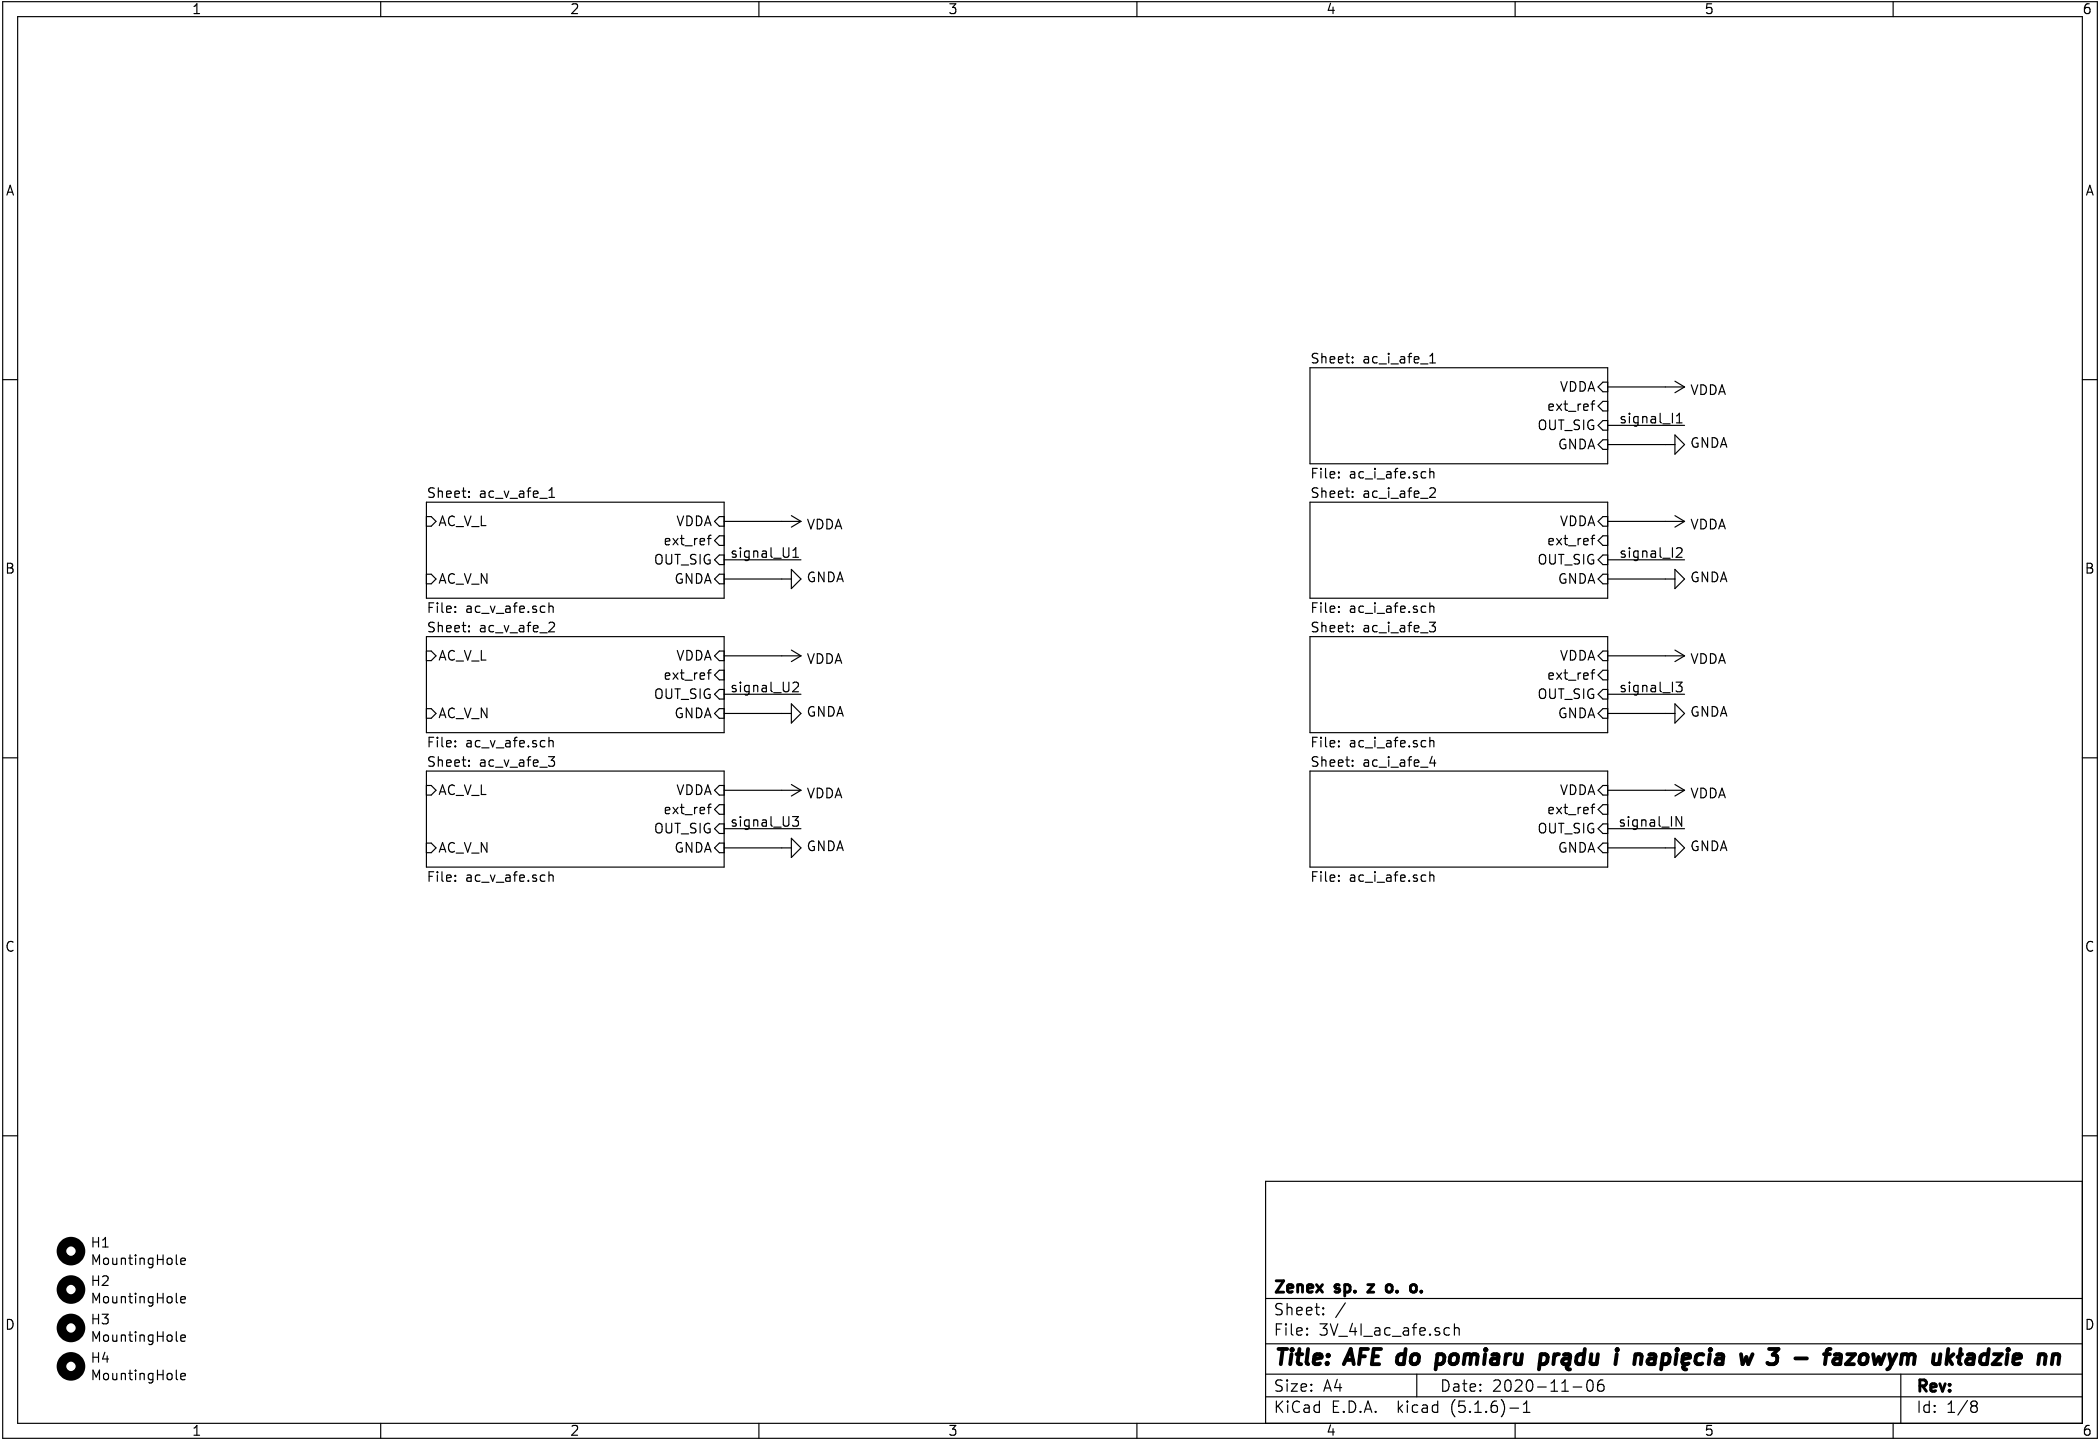 1 2 3 4 5 6
A A
B B
C C
D D
Sheet: ac_v_afe_1
AC_V_L VDDA VDDA
ext_ref
OUT_SIG signal_U1
AC_V_N GNDA GNDA
File: ac_v_afe.sch
Sheet: ac_v_afe_2
AC_V_L VDDA VDDA
ext_ref
OUT_SIG signal_U2
AC_V_N GNDA GNDA
File: ac_v_afe.sch
Sheet: ac_v_afe_3
AC_V_L VDDA VDDA
ext_ref
OUT_SIG signal_U3
AC_V_N GNDA GNDA
File: ac_v_afe.sch
Sheet: ac_i_afe_1
VDDA VDDA
ext_ref
OUT_SIG signal_I1
GNDA GNDA
File: ac_i_afe.sch
Sheet: ac_i_afe_2
VDDA VDDA
ext_ref
OUT_SIG signal_I2
GNDA GNDA
File: ac_i_afe.sch
Sheet: ac_i_afe_3
VDDA VDDA
ext_ref
OUT_SIG signal_I3
GNDA GNDA
File: ac_i_afe.sch
Sheet: ac_i_afe_4
VDDA VDDA
ext_ref
OUT_SIG signal_IN
GNDA GNDA
File: ac_i_afe.sch
H1
MountingHole
H2
MountingHole
H3
MountingHole
H4
MountingHole
Zenex sp. z o. o.
Sheet: /
File: 3V_4I_ac_afe.sch
Title: AFE do pomiaru prądu i napięcia w 3 – fazowym układzie nn
Size: A4 Date: 2020-11-06 Rev:
KiCad E.D.A. kicad (5.1.6)-1 Id: 1/8
1 2 3 4 5 6